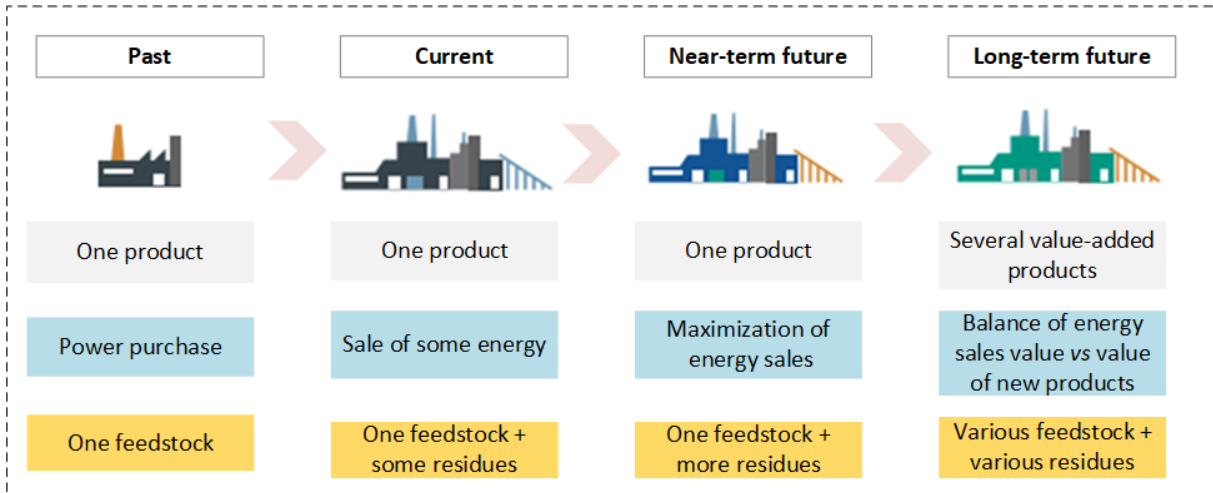 Past
Current
Near-term future
Long-term future
One product
One product
One product
Several value-added
products
Power purchase
Sale of some energy
Maximization of
energy sales
Balance of energy
sales value vs value
of new products
One feedstock
One feedstock +
some residues
One feedstock +
more residues
Various feedstock +
various residues